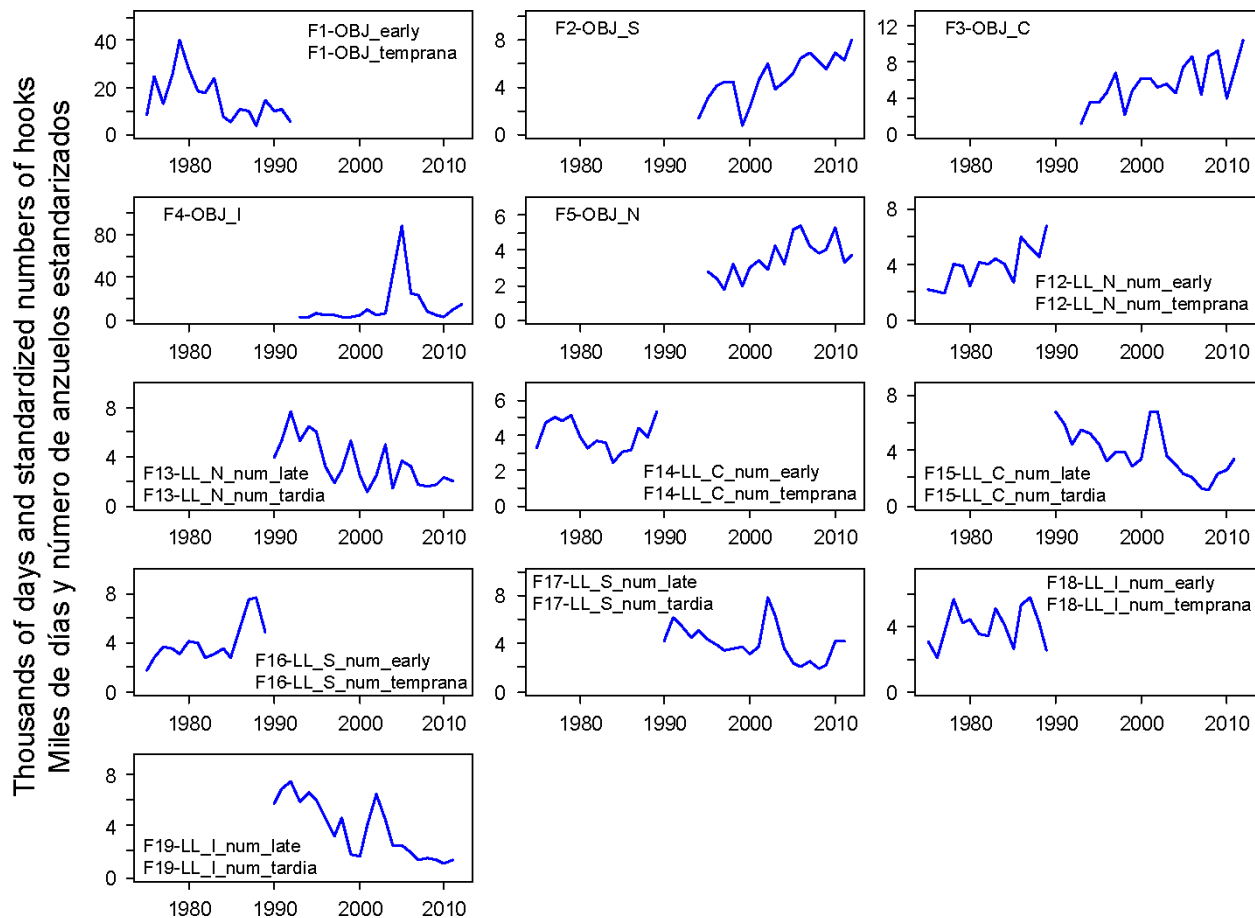 Thousands of days and standardized numbers of hooks
Miles de días y número de anzuelos estandarizados
F1-OBJ_early
F1-OBJ_temprana
40
20
0
1980 1990 2000 2010
F2-OBJ_S
8
4
0
1980 1990 2000 2010
F3-OBJ_C
12
8
4
0
1980 1990 2000 2010
F4-OBJ_I
80
40
20
0
1980 1990 2000 2010
F5-OBJ_N
6
4
2
0
1980 1990 2000 2010
F12-LL_N_num_early
F12-LL_N_num_temprana
8
4
0
1980 1990 2000 2010
F13-LL_N_num_late
F13-LL_N_num_tardia
8
4
0
1980 1990 2000 2010
F14-LL_C_num_early
F14-LL_C_num_temprana
6
4
2
0
1980 1990 2000 2010
F15-LL_C_num_late
F15-LL_C_num_tardia
8
4
0
1980 1990 2000 2010
F16-LL_S_num_early
F16-LL_S_num_temprana
8
4
0
1980 1990 2000 2010
F17-LL_S_num_late
F17-LL_S_num_tardia
8
4
0
1980 1990 2000 2010
F18-LL_I_num_early
F18-LL_I_num_temprana
8
4
0
1980 1990 2000 2010
F19-LL_I_num_late
F19-LL_I_num_tardia
8
4
0
1980 1990 2000 2010